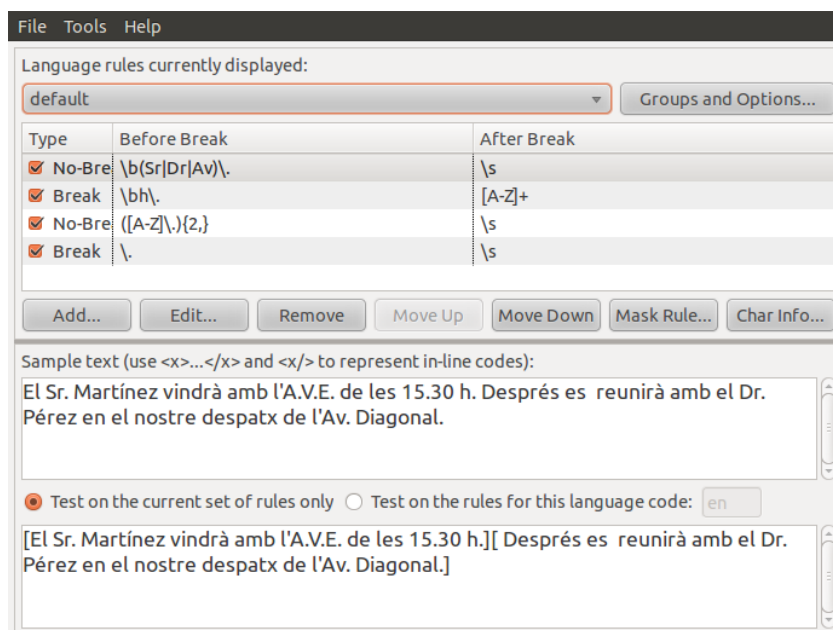 File Tools Help
Language rules currently displayed:
default Groups and Options...
Type Before Break After Break
No-Bre \b(Sr|Dr|Av)\. \s
Break \bh\. [A-Z]+
No-Bre ([A-Z]\.){2,} \s
Break \. \s
Add... Edit... Remove Move Up Move Down Mask Rule... Char Info...
Sample text (use <x>...</x> and <x/> to represent in-line codes):
El Sr. Martínez vindrà amb l'A.V.E. de les 15.30 h. Després es  reunirà amb el Dr.
Pérez en el nostre despatx de l'Av. Diagonal.
Test on the current set of rules only Test on the rules for this language code: en
[El Sr. Martínez vindrà amb l'A.V.E. de les 15.30 h.][ Després es  reunirà amb el Dr.
Pérez en el nostre despatx de l'Av. Diagonal.]